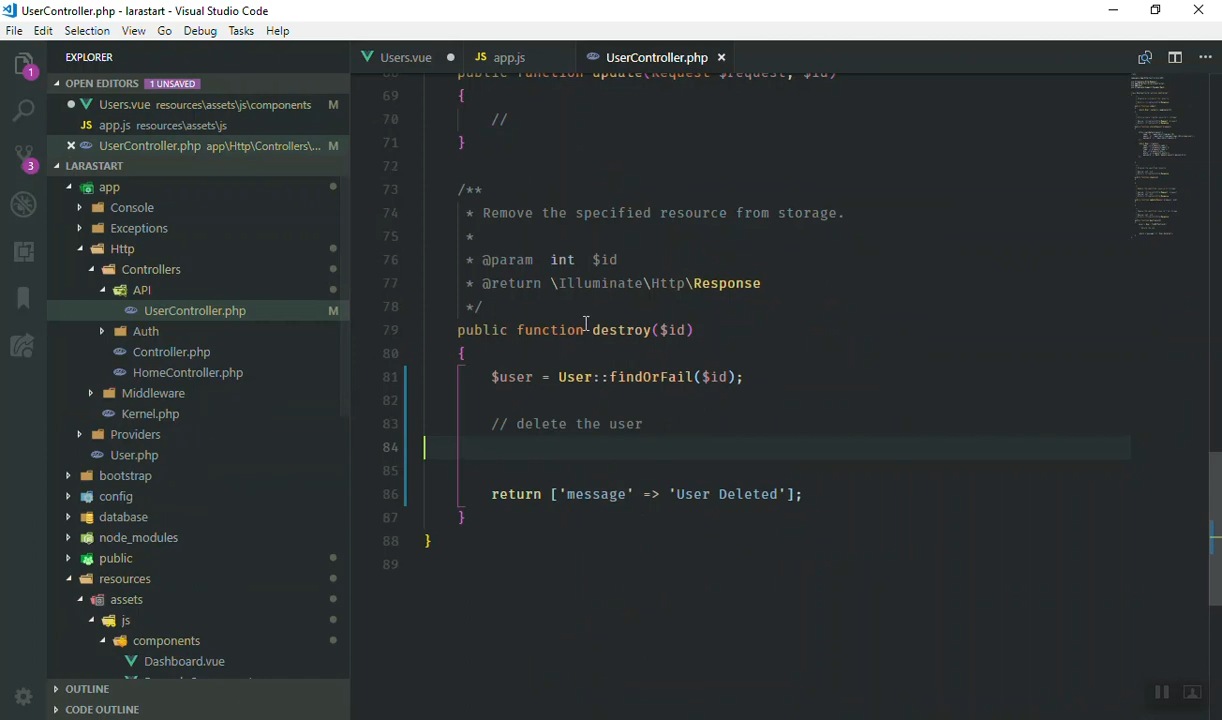 UserController.php - larastart - Visual Studio Code
File Edit Selection View Go Debug Tasks Help
EXPLORER
Users.vue
JS app.js
UserController.php
OPEN EDITORS 1 UNSAVED
Users.vue resources\assets\js\components M
JS app.js resources\assets\js
UserController.php app\Http\Controllers\... M
LARASTART
app
Console
Exceptions
Http
Controllers
API
UserController.php M
Auth
Controller.php
HomeController.php
Middleware
Kernel.php
Providers
User.php
bootstrap
config
database
node_modules
public
resources
assets
js
components
Dashboard.vue
OUTLINE
CODE OUTLINE
1
3
68 public function update(Request $request, $id)
69 {
70 //
71 }
72
73 /**
74 * Remove the specified resource from storage.
75 *
76 * @param int $id
77 * @return \Illuminate\Http\Response
78 */
79 public function destroy($id)
80 {
81 $user = User::findOrFail($id);
82
83 // delete the user
84
85
86 return ['message' => 'User Deleted'];
87 }
88 }
89